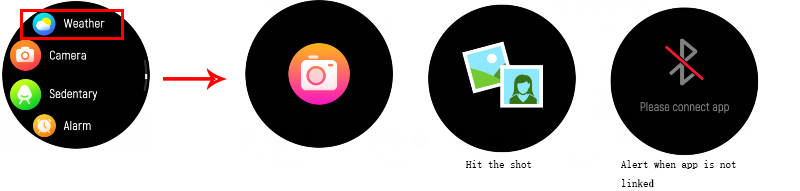 Weather
Camera
Sedentary
Alarm
Please connect app
Hit the shot
Alert when app is not
linked